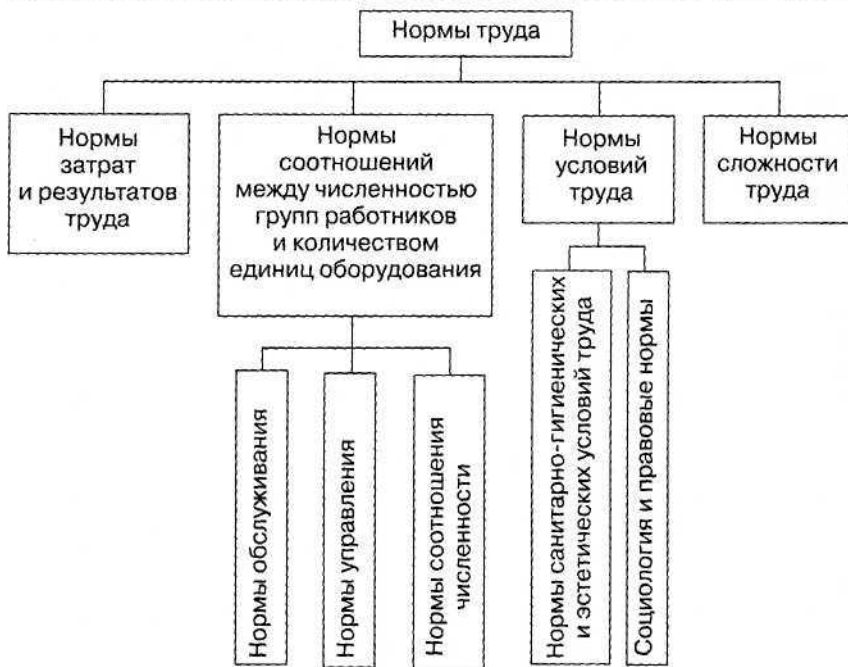 Нормы труда
Нормы
затрат
и результатов
труда
Нормы
соотношений
между численностью
групп работников
и количеством
единиц оборудования
Нормы
условий
труда
Нормы
сложности
труда
Нормы обслуживания
Нормы управления
Нормы соотношения
численности
Нормы санитарно-гигиенических
и эстетических условий труда
Социология и правовые нормы